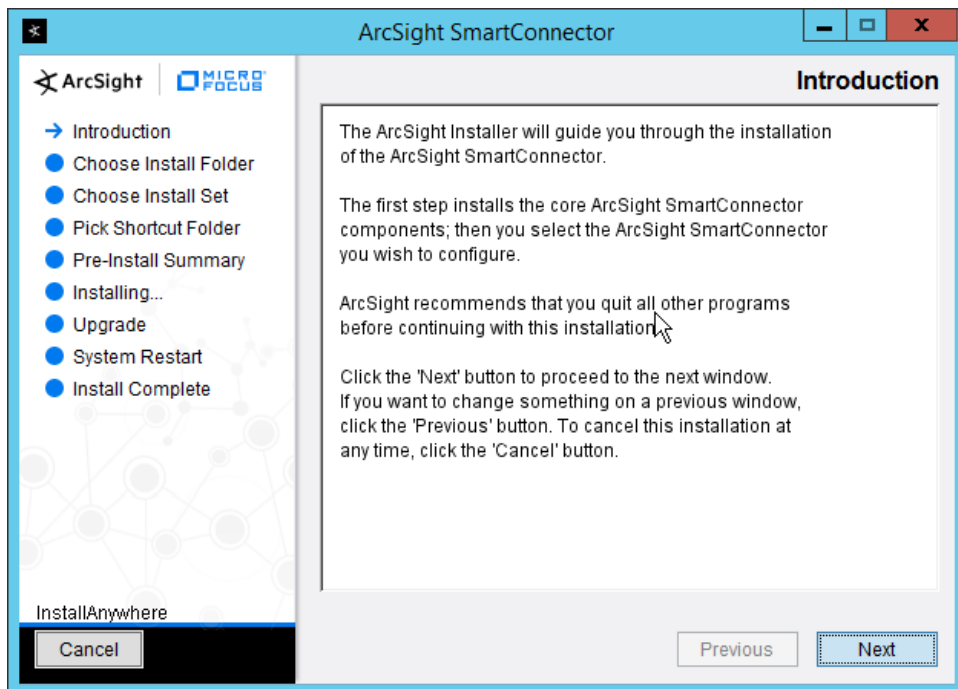 ArcSight SmartConnector
ArcSight
MICRO
FOCUS
Introduction
Introduction
Choose Install Folder
Choose Install Set
Pick Shortcut Folder
Pre-Install Summary
Installing...
Upgrade
System Restart
Install Complete
The ArcSight Installer will guide you through the installation
of the ArcSight SmartConnector.
The first step installs the core ArcSight SmartConnector
components; then you select the ArcSight SmartConnector
you wish to configure.
ArcSight recommends that you quit all other programs
before continuing with this installation.
Click the 'Next' button to proceed to the next window.
If you want to change something on a previous window,
click the 'Previous' button. To cancel this installation at
any time, click the 'Cancel' button.
InstallAnywhere
Cancel
Previous
Next